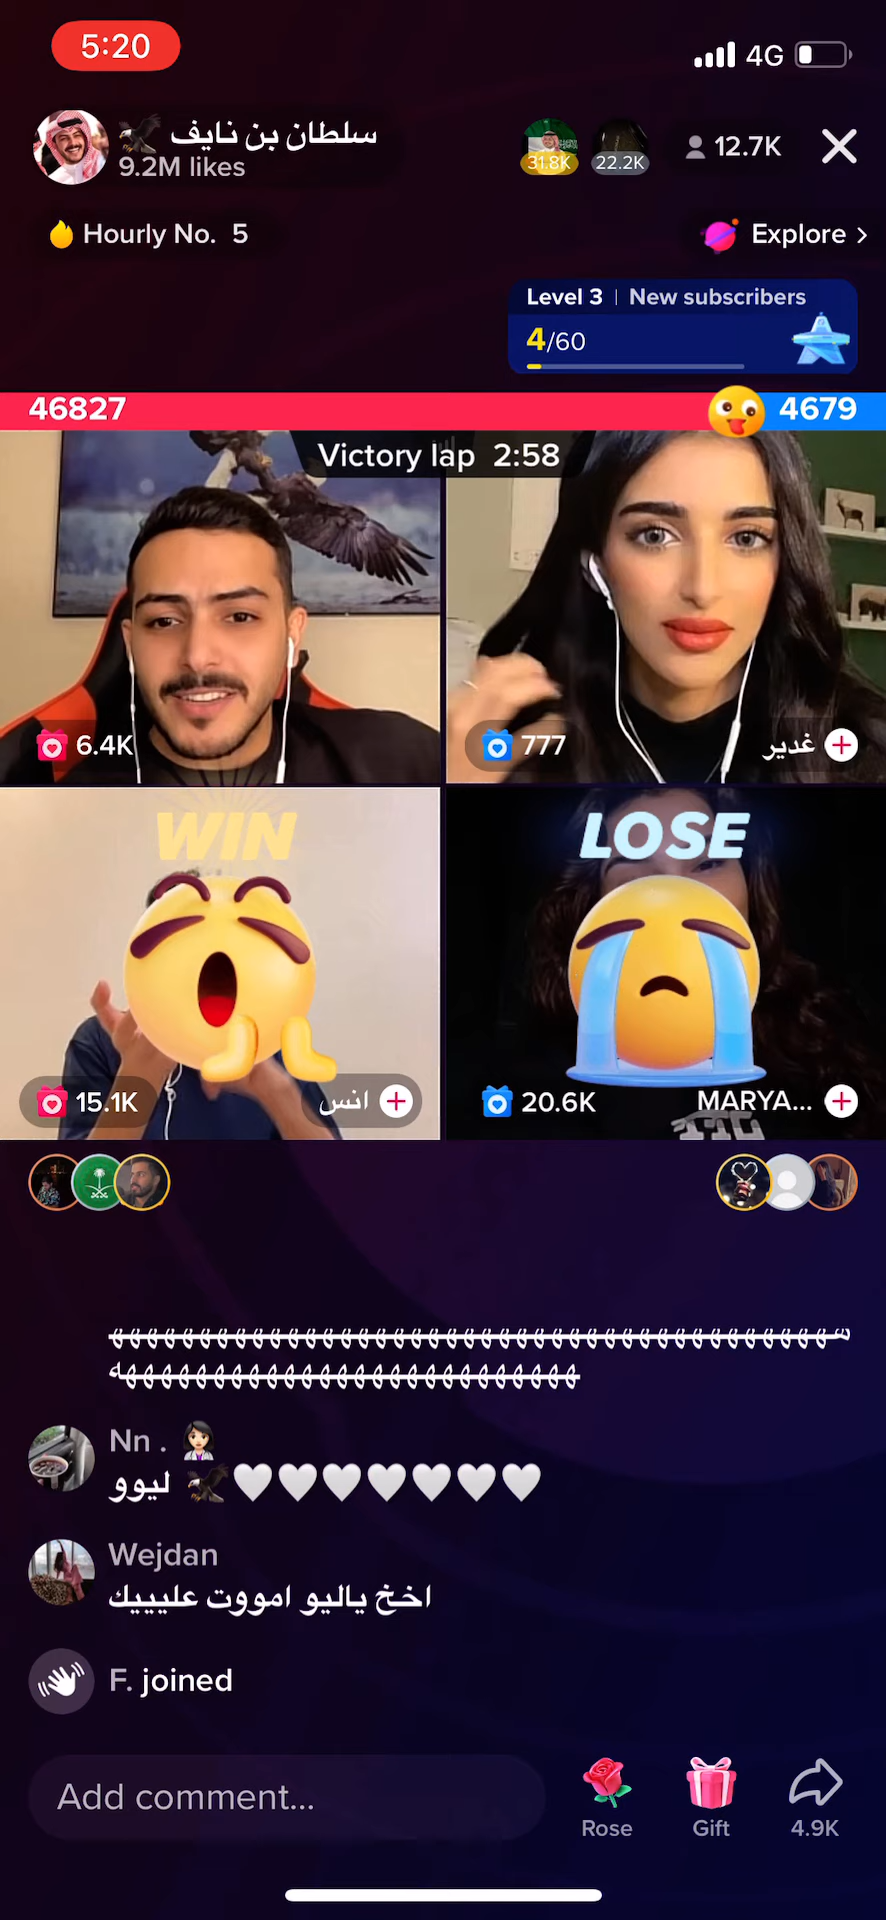 5:20
4G
سلطان بن نايف
9.2M likes
31.8K
22.2K
12.7K
Hourly No. 5
Explore >
Level 3 | New subscribers
4/60
46827
4679
Victory lap 2:58
6.4K
777
غدير
WIN
LOSE
15.1K
انس
20.6K
MARYA...
Nn .
ليوو
Wejdan
اخخ ياليو امووت عليييك
F. joined
Add comment...
Rose
Gift
4.9K